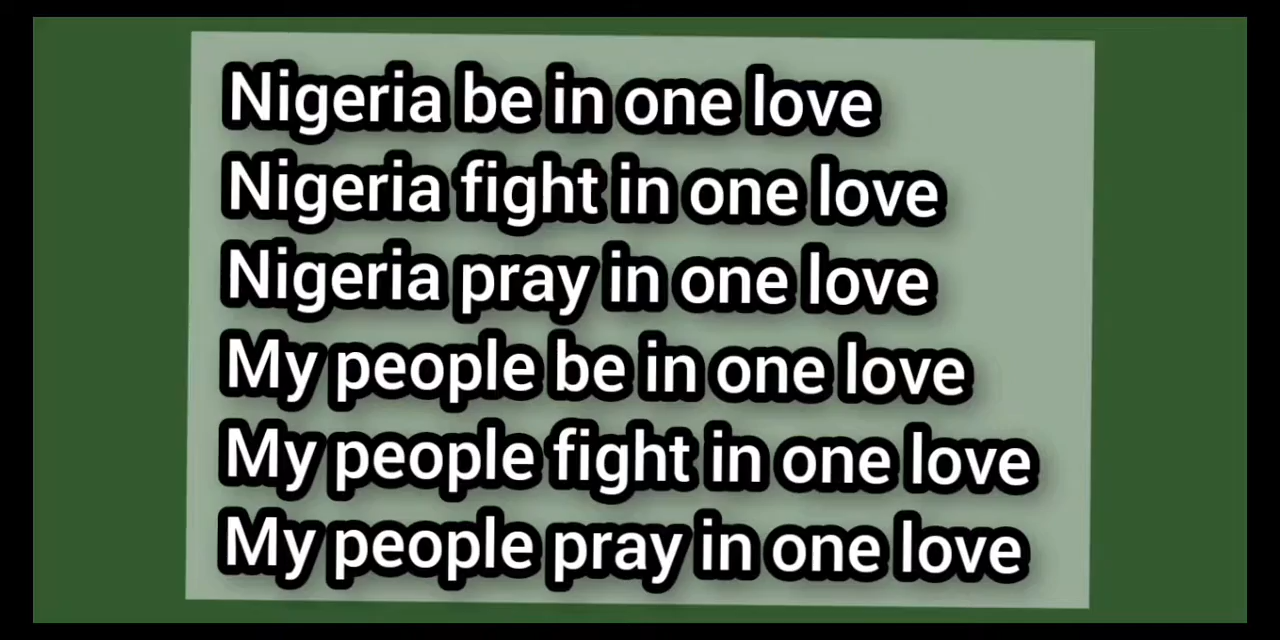 Nigeria be in one love
Nigeria fight in one love
Nigeria pray in one love
My people be in one love
My people fight in one love
My people pray in one love